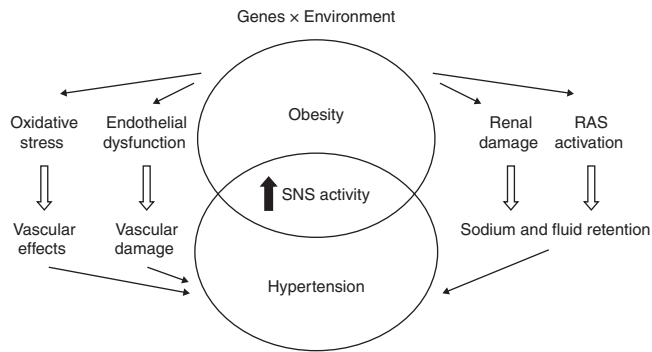 Genes × Environment
Obesity
Oxidative
stress
Endothelial
dysfunction
Renal
damage
RAS
activation
SNS activity
Vascular
effects
Vascular
damage
Sodium and fluid retention
Hypertension